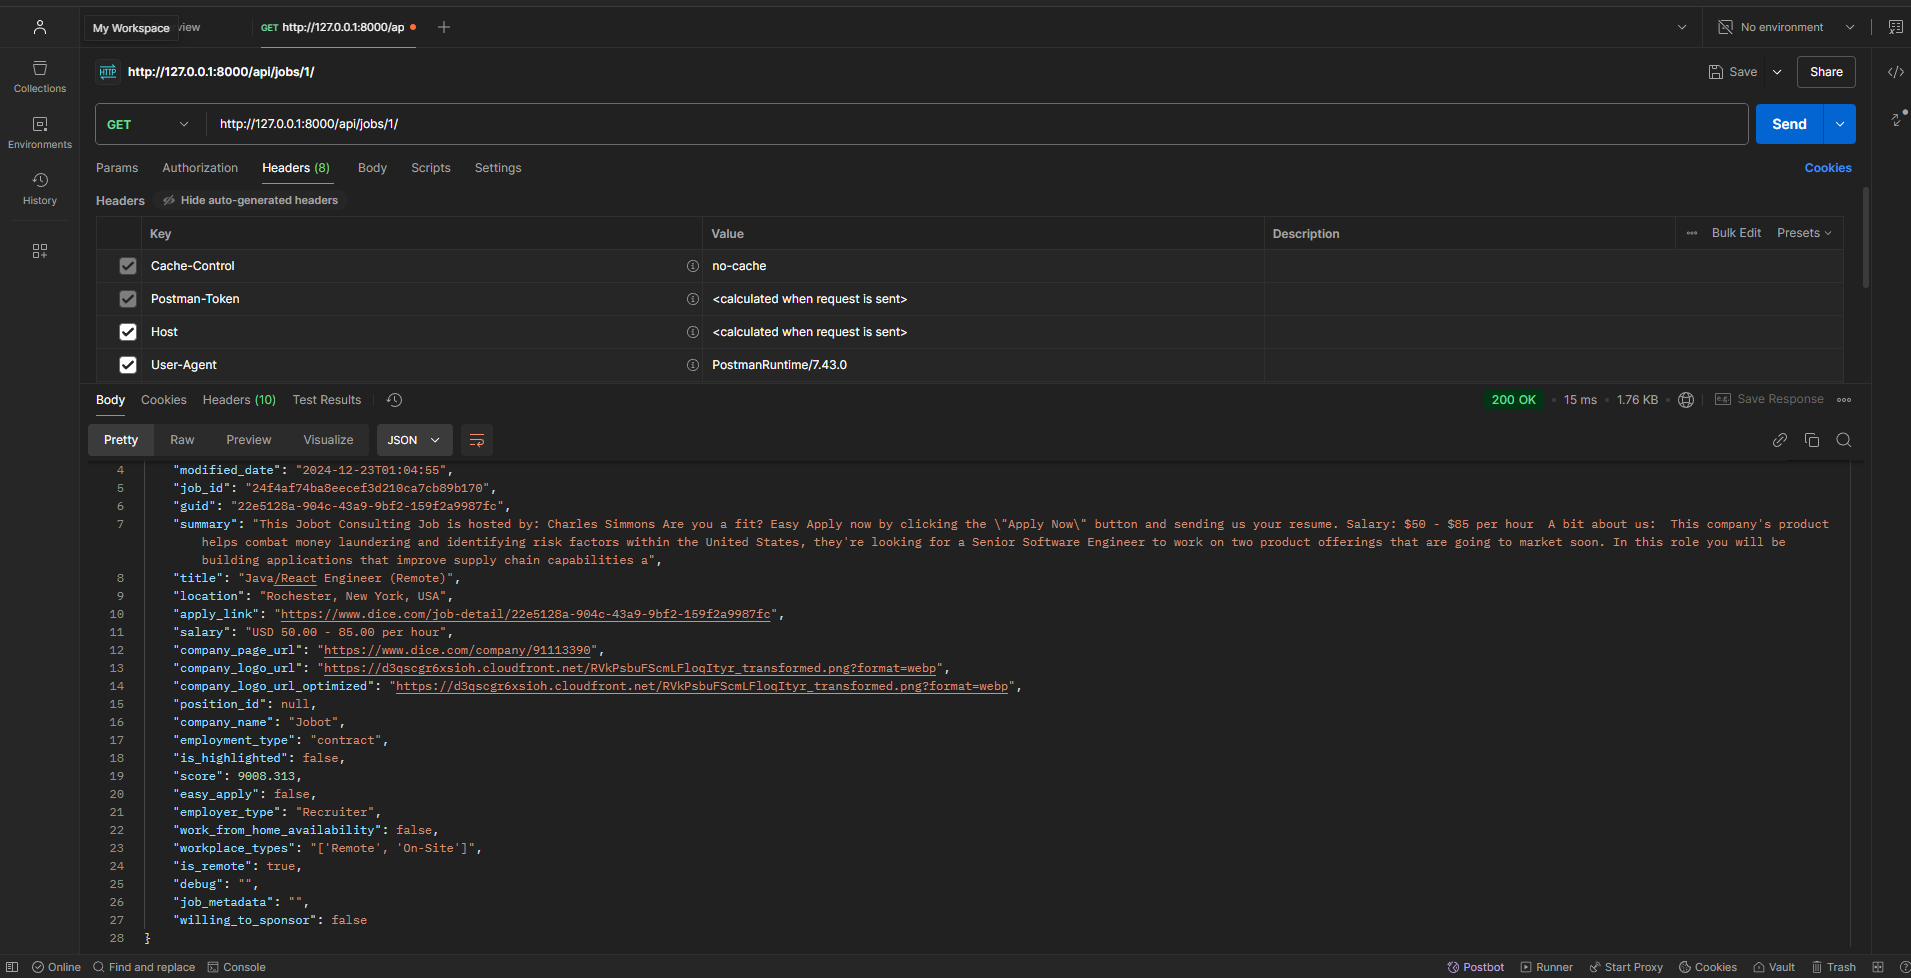 My Workspace
view
GET http://127.0.0.1:8000/ap
No environment
HTTP http://127.0.0.1:8000/api/jobs/1/
Save
Share
Collections
Environments
History
GET
http://127.0.0.1:8000/api/jobs/1/
Send
Params Authorization Headers (8) Body Scripts Settings
Cookies
Headers Hide auto-generated headers
Key Value Description Bulk Edit Presets
Cache-Control no-cache
Postman-Token <calculated when request is sent>
Host <calculated when request is sent>
User-Agent PostmanRuntime/7.43.0
Body Cookies Headers (10) Test Results
200 OK 15 ms 1.76 KB e.g. Save Response
Pretty Raw Preview Visualize JSON
4 "modified_date": "2024-12-23T01:04:55",
5 "job_id": "24f4af74ba8eecef3d210ca7cb89b170",
6 "guid": "22e5128a-904c-43a9-9bf2-159f2a9987fc",
7 "summary": "This Jobot Consulting Job is hosted by: Charles Simmons Are you a fit? Easy Apply now by clicking the \"Apply Now\" button and sending us your resume. Salary: $50 - $85 per hour  A bit about us:  This company's product
helps combat money laundering and identifying risk factors within the United States, they're looking for a Senior Software Engineer to work on two product offerings that are going to market soon. In this role you will be
building applications that improve supply chain capabilities a",
8 "title": "Java/React Engineer (Remote)",
9 "location": "Rochester, New York, USA",
10 "apply_link": "https://www.dice.com/job-detail/22e5128a-904c-43a9-9bf2-159f2a9987fc",
11 "salary": "USD 50.00 - 85.00 per hour",
12 "company_page_url": "https://www.dice.com/company/91113390",
13 "company_logo_url": "https://d3qscgr6xsioh.cloudfront.net/RVkPsbuFScmLFloqItyr_transformed.png?format=webp",
14 "company_logo_url_optimized": "https://d3qscgr6xsioh.cloudfront.net/RVkPsbuFScmLFloqItyr_transformed.png?format=webp",
15 "position_id": null,
16 "company_name": "Jobot",
17 "employment_type": "contract",
18 "is_highlighted": false,
19 "score": 9008.313,
20 "easy_apply": false,
21 "employer_type": "Recruiter",
22 "work_from_home_availability": false,
23 "workplace_types": "['Remote', 'On-Site']",
24 "is_remote": true,
25 "debug": "",
26 "job_metadata": "",
27 "willing_to_sponsor": false
28 }
Online Find and replace Console
Postbot Runner Start Proxy Cookies Vault Trash